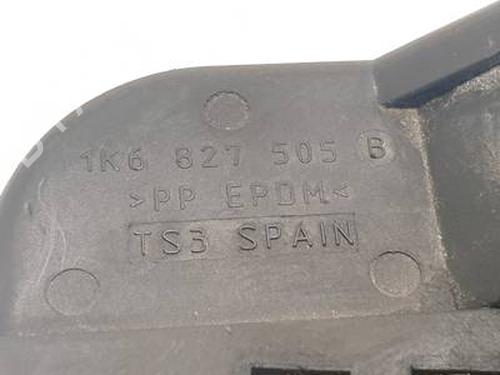 1K6 827 505 B
>PP EPDM<
TS3 SPAIN